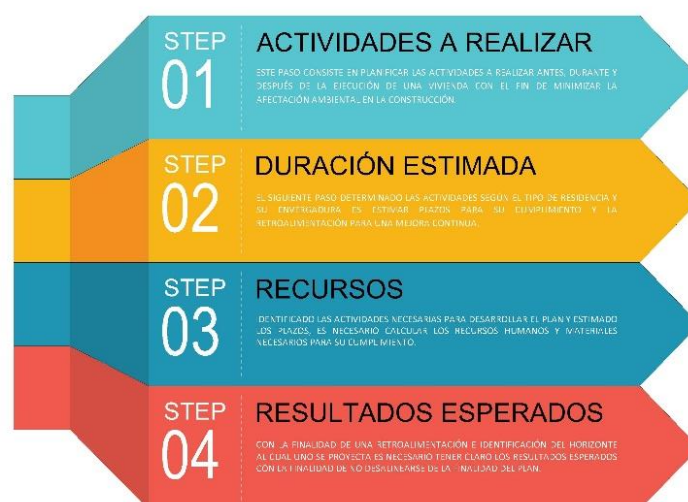 STEP
01
ACTIVIDADES A REALIZAR
ESTE PASO CONSISTE EN PLANIFICAR LAS ACTIVIDADES A REALIZAR ANTES, DURANTE Y
DESPUÉS DE LA EJECUCIÓN DE UNA VIVIENDA CON EL FIN DE MINIMIZAR LA
AFECTACIÓN AMBIENTAL EN LA CONSTRUCCIÓN.
STEP
02
DURACIÓN ESTIMADA
EL SIGUIENTE PASO DETERMINADO LAS ACTIVIDADES SEGÚN EL TIPO DE RESIDENCIA Y
SU ENVERGADURA ES ESTIMAR PLAZOS PARA SU CUMPLIMIENTO Y LA
RETROALIMENTACIÓN PARA UNA MEJORA CONTINUA.
STEP
03
RECURSOS
IDENTIFICADO LAS ACTIVIDADES NECESARIAS PARA DESARROLLAR EL PLAN Y ESTIMADO
LOS PLAZOS, ES NECESARIO CALCULAR LOS RECURSOS HUMANOS Y MATERIALES
NECESARIOS PARA SU CUMPLIMIENTO.
STEP
04
RESULTADOS ESPERADOS
CON LA FINALIDAD DE UNA RETROALIMENTACIÓN E IDENTIFICACIÓN DEL HORIZONTE
AL CUAL UNO SE PROYECTA ES NECESARIO TENER CLARO LOS RESULTADOS ESPERADOS
CON LA FINALIDAD DE NO DESALINEARSE DE LA FINALIDAD DEL PLAN.